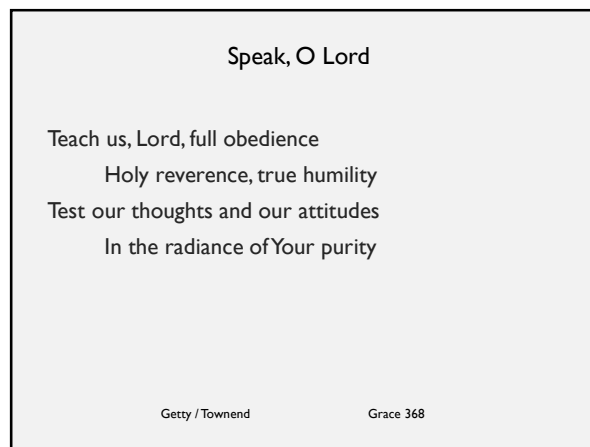 Speak, O Lord
Teach us, Lord, full obedience
Holy reverence, true humility
Test our thoughts and our attitudes
In the radiance of Your purity
Getty / Townend Grace 368